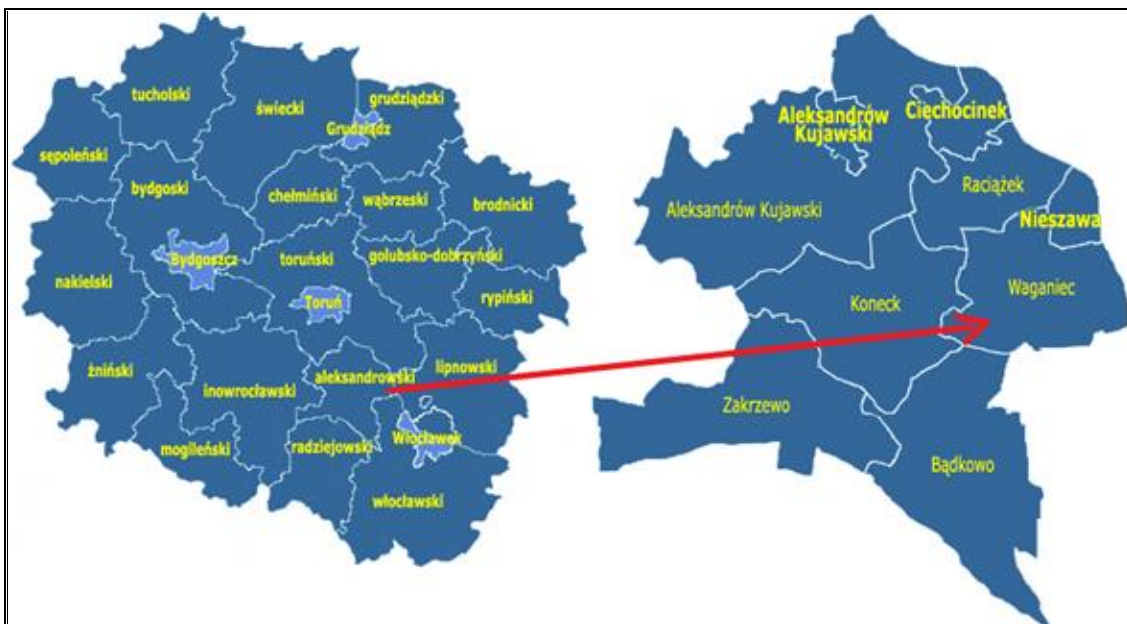 tucholski
świecki
grudziądzki
Grudziądz
sępoleński
bydgoski
chełmiński
wąbrzeski
brodnicki
nakielski
Bydgoszcz
toruński
golubsko-dobrzyński
Toruń
rypiński
żniński
inowrocławski
aleksandrowski
lipnowski
mogileński
radziejowski
Włocławek
włocławski
Aleksandrów
Kujawski
Ciechocinek
Aleksandrów Kujawski
Raciążek
Nieszawa
Koneck
Waganiec
Zakrzewo
Bądkowo